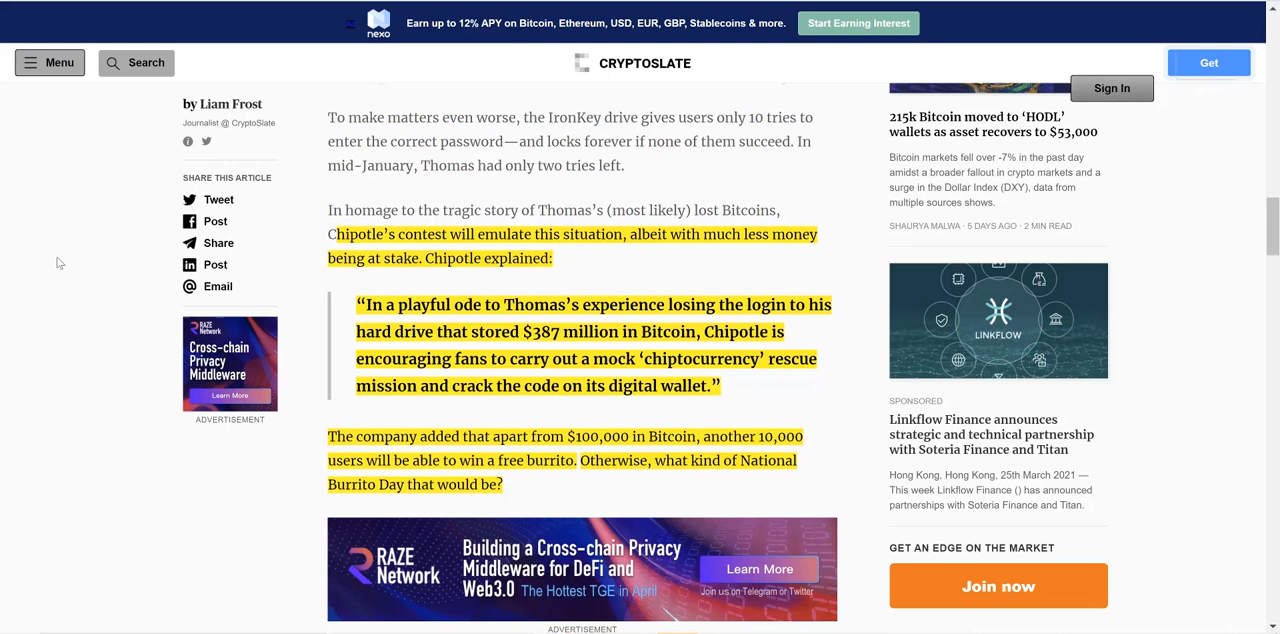 nexo
Earn up to 12% APY on Bitcoin, Ethereum, USD, EUR, GBP, Stablecoins & more.
Start Earning Interest
Menu
Search
CRYPTOSLATE
Get
Sign In
by Liam Frost
Journalist @ CryptoSlate
SHARE THIS ARTICLE
Tweet
Post
Share
Post
Email
RAZE
Network
Cross-chain
Privacy
Middleware
Learn More
ADVERTISEMENT
To make matters even worse, the IronKey drive gives users only 10 tries to
enter the correct password—and locks forever if none of them succeed. In
mid-January, Thomas had only two tries left.
In homage to the tragic story of Thomas’s (most likely) lost Bitcoins,
Chipotle’s contest will emulate this situation, albeit with much less money
being at stake. Chipotle explained:
“In a playful ode to Thomas’s experience losing the login to his
hard drive that stored $387 million in Bitcoin, Chipotle is
encouraging fans to carry out a mock ‘chiptocurrency’ rescue
mission and crack the code on its digital wallet.”
The company added that apart from $100,000 in Bitcoin, another 10,000
users will be able to win a free burrito. Otherwise, what kind of National
Burrito Day that would be?
RAZE
Network
Building a Cross-chain Privacy
Middleware for DeFi and
Web3.0 The Hottest TGE in April
Learn More
Join us on Telegram or Twitter
ADVERTISEMENT
215k Bitcoin moved to ‘HODL’
wallets as asset recovers to $53,000
Bitcoin markets fell over -7% in the past day
amidst a broader fallout in crypto markets and a
surge in the Dollar Index (DXY), data from
multiple sources shows.
SHAURYA MALWA · 5 DAYS AGO · 2 MIN READ
LINKFLOW
SPONSORED
Linkflow Finance announces
strategic and technical partnership
with Soteria Finance and Titan
Hong Kong, Hong Kong, 25th March 2021 —
This week Linkflow Finance () has announced
partnerships with Soteria Finance and Titan.
GET AN EDGE ON THE MARKET
Join now